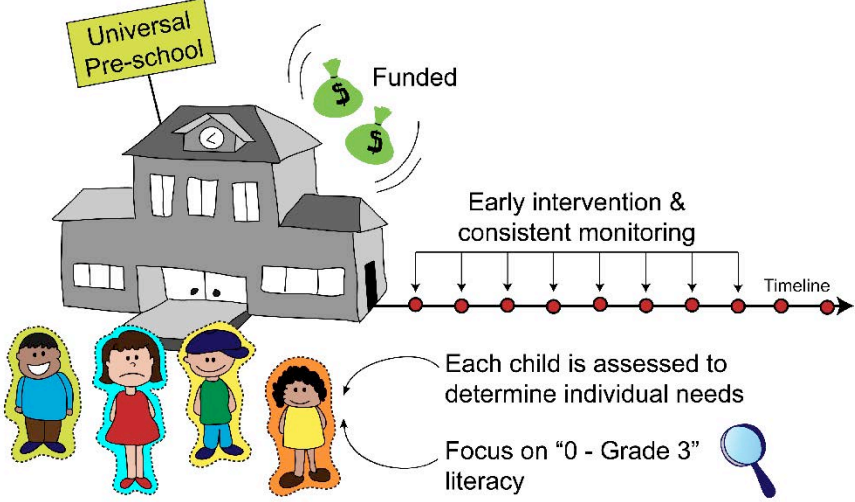 Universal
Pre-school
Funded
$
$
Early intervention &
consistent monitoring
Timeline
Each child is assessed to
determine individual needs
Focus on “0 - Grade 3”
literacy